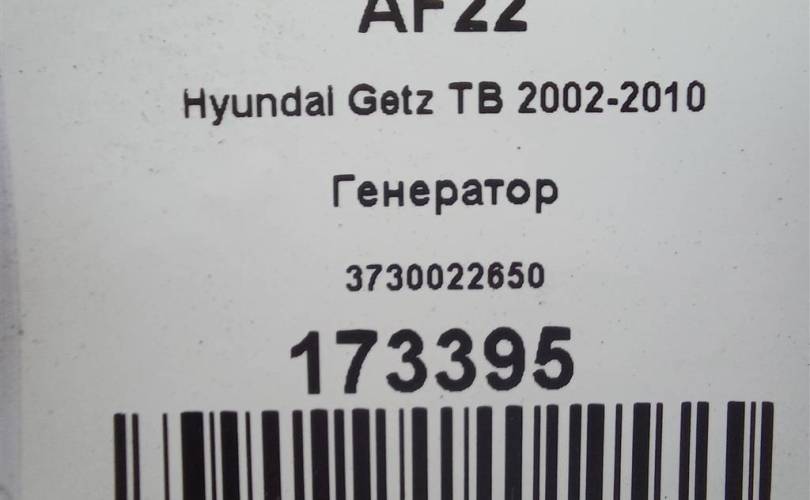 AF22
Hyundai Getz TB 2002-2010
Генератор
3730022650
173395